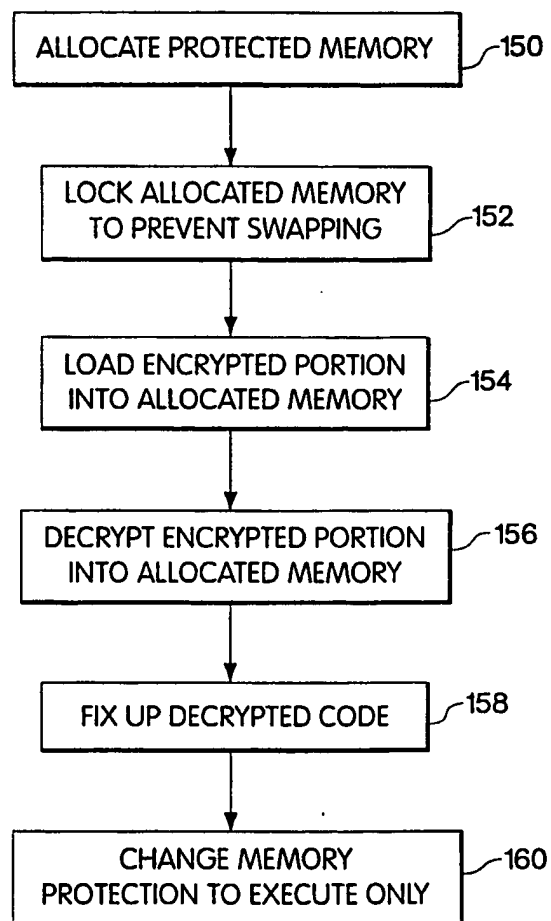 ALLOCATE PROTECTED MEMORY
150
LOCK ALLOCATED MEMORY
TO PREVENT SWAPPING
152
LOAD ENCRYPTED PORTION
INTO ALLOCATED MEMORY
154
DECRYPT ENCRYPTED PORTION
INTO ALLOCATED MEMORY
156
FIX UP DECRYPTED CODE
158
CHANGE MEMORY
PROTECTION TO EXECUTE ONLY
160